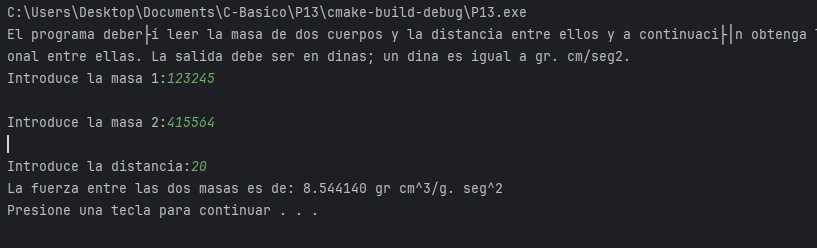 C:\Users\Desktop\Documents\C-Basico\P13\cmake-build-debug\P13.exe
El programa deber├í leer la masa de dos cuerpos y la distancia entre ellos y a continuaci├│n obtenga
onal entre ellas. La salida debe ser en dinas; un dina es igual a gr. cm/seg2.
Introduce la masa 1:123245
Introduce la masa 2:415564
Introduce la distancia:20
La fuerza entre las dos masas es de: 8.544140 gr cm^3/g. seg^2
Presione una tecla para continuar . . .